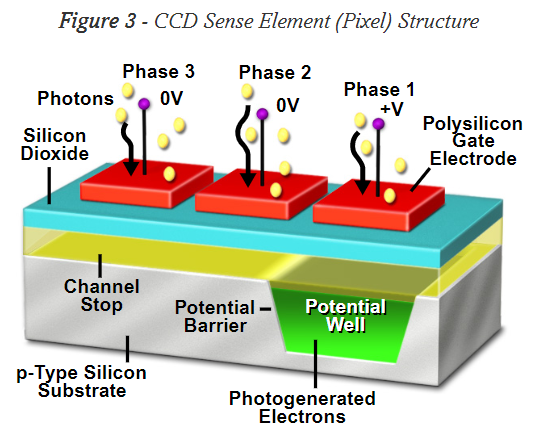 Figure 3 - CCD Sense Element (Pixel) Structure
Phase 3
Phase 2
Phase 1
Photons
0V
0V
+V
Silicon
Dioxide
Polysilicon
Gate
Electrode
Channel
Stop
Potential
Barrier
Potential
Well
p-Type Silicon
Substrate
Photogenerated
Electrons